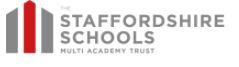 THE
STAFFORDSHIRE
SCHOOLS
MULTI ACADEMY TRUST